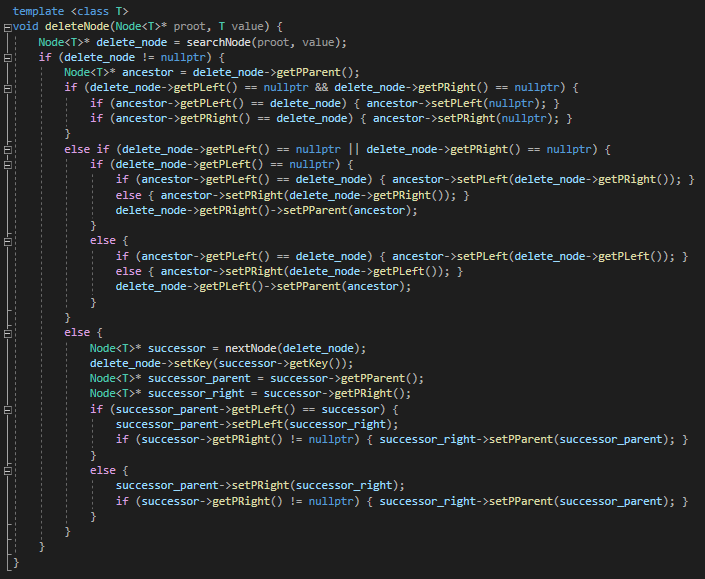 template <class T>
void deleteNode(Node<T>* proot, T value) {
    Node<T>* delete_node = searchNode(proot, value);
    if (delete_node != nullptr) {
        Node<T>* ancestor = delete_node->getPParent();
        if (delete_node->getPLeft() == nullptr && delete_node->getPRight() == nullptr) {
            if (ancestor->getPLeft() == delete_node) { ancestor->setPLeft(nullptr); }
            if (ancestor->getPRight() == delete_node) { ancestor->setPRight(nullptr); }
        }
        else if (delete_node->getPLeft() == nullptr || delete_node->getPRight() == nullptr) {
            if (delete_node->getPLeft() == nullptr) {
                if (ancestor->getPLeft() == delete_node) { ancestor->setPLeft(delete_node->getPRight()); }
                else { ancestor->setPRight(delete_node->getPRight()); }
                delete_node->getPRight()->setPParent(ancestor);
            }
            else {
                if (ancestor->getPLeft() == delete_node) { ancestor->setPLeft(delete_node->getPLeft()); }
                else { ancestor->setPRight(delete_node->getPLeft()); }
                delete_node->getPLeft()->setPParent(ancestor);
            }
        }
        else {
            Node<T>* successor = nextNode(delete_node);
            delete_node->setKey(successor->getKey());
            Node<T>* successor_parent = successor->getPParent();
            Node<T>* successor_right = successor->getPRight();
            if (successor_parent->getPLeft() == successor) {
                successor_parent->setPLeft(successor_right);
                if (successor->getPRight() != nullptr) { successor_right->setPParent(successor_parent); }
            }
            else {
                successor_parent->setPRight(successor_right);
                if (successor->getPRight() != nullptr) { successor_right->setPParent(successor_parent); }
            }
        }
    }
}